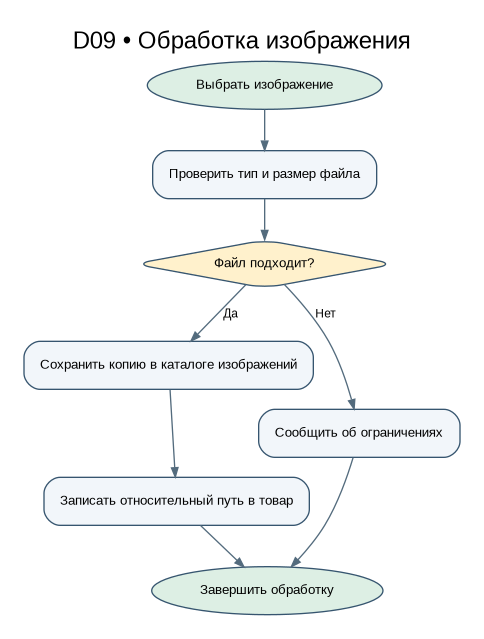 D09 • Обработка изображения
Выбрать изображение
Проверить тип и размер файла
Файл подходит?
Да
Нет
Сохранить копию в каталоге изображений
Сообщить об ограничениях
Записать относительный путь в товар
Завершить обработку